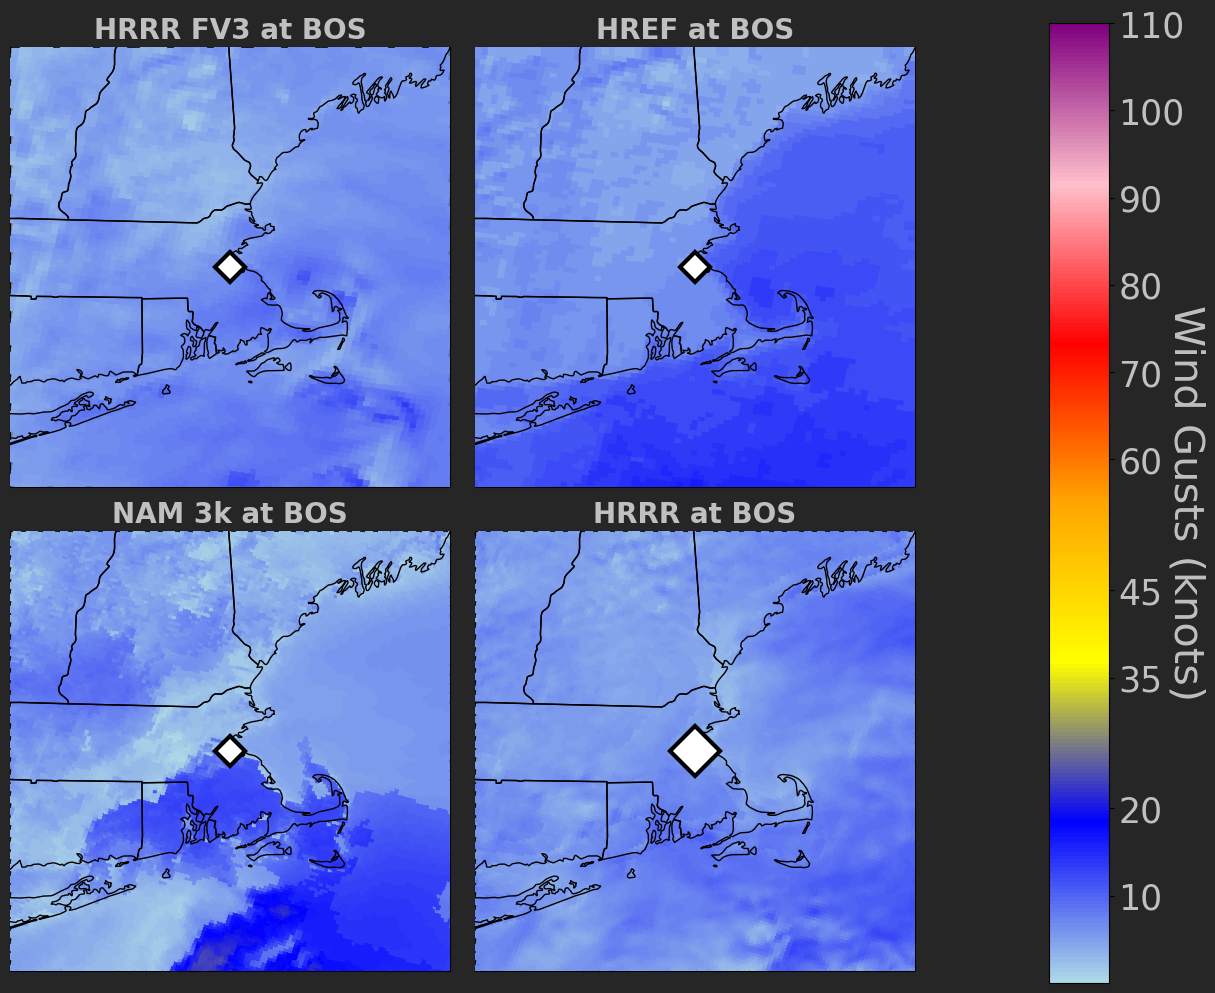 HRRR FV3 at BOS
HREF at BOS
NAM 3k at BOS
HRRR at BOS
110
100
90
80
70
60
45
35
20
10
Wind Gusts (knots)